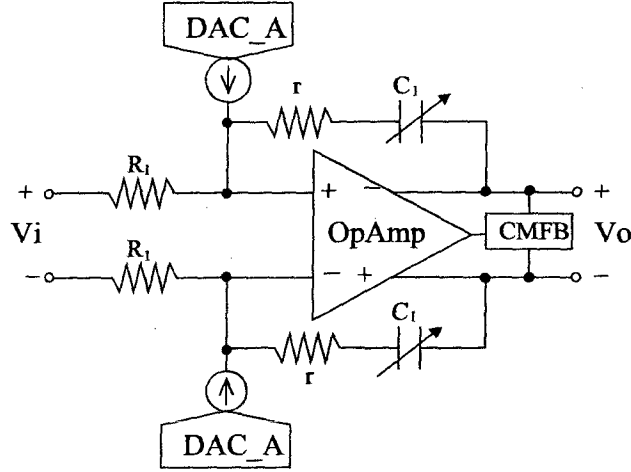 DAC_A
r
C₁
R₁
+
+ −
+
Vi
OpAmp
CMFB
Vo
R₁
−
− +
−
C₁
r
DAC_A